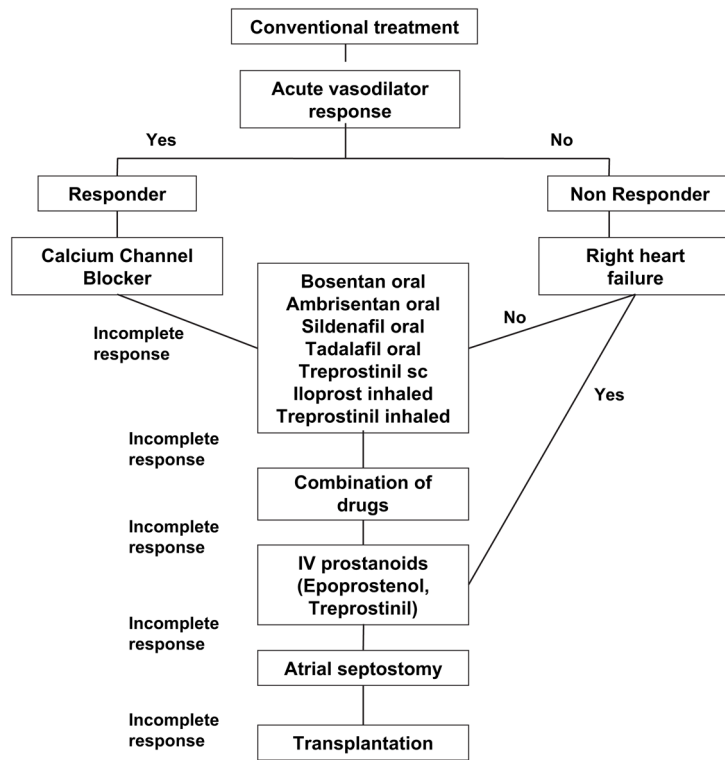 Conventional treatment
Acute vasodilator
response
Yes
No
Responder
Non Responder
Calcium Channel
Blocker
Right heart
failure
Bosentan oral
Ambrisentan oral
Sildenafil oral
Tadalafil oral
Treprostinil sc
Iloprost inhaled
Treprostinil inhaled
Incomplete
response
No
Yes
Incomplete
response
Combination of
drugs
Incomplete
response
IV prostanoids
(Epoprostenol,
Treprostinil)
Incomplete
response
Atrial septostomy
Incomplete
response
Transplantation